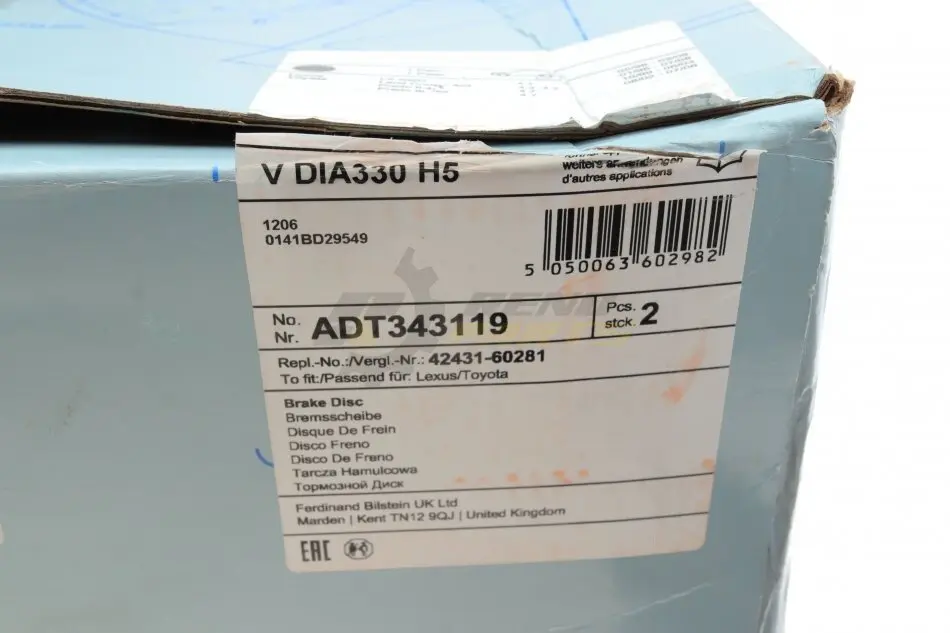 V DIA330 H5
weitere anwendungen
d'autres applications
1206
0141BD29549
5 050063 602982
No.
Nr. ADT343119
Pcs.
stck. 2
Repl.-No.:/Vergl.-Nr.: 42431-60281
To fit:/Passend für: Lexus/Toyota
Brake Disc
Bremsscheibe
Disque De Frein
Disco Freno
Disco De Freno
Tarcza Hamulcowa
Тормозной Диск
Ferdinand Bilstein UK Ltd
Marden | Kent TN12 9QJ | United Kingdom
EAC